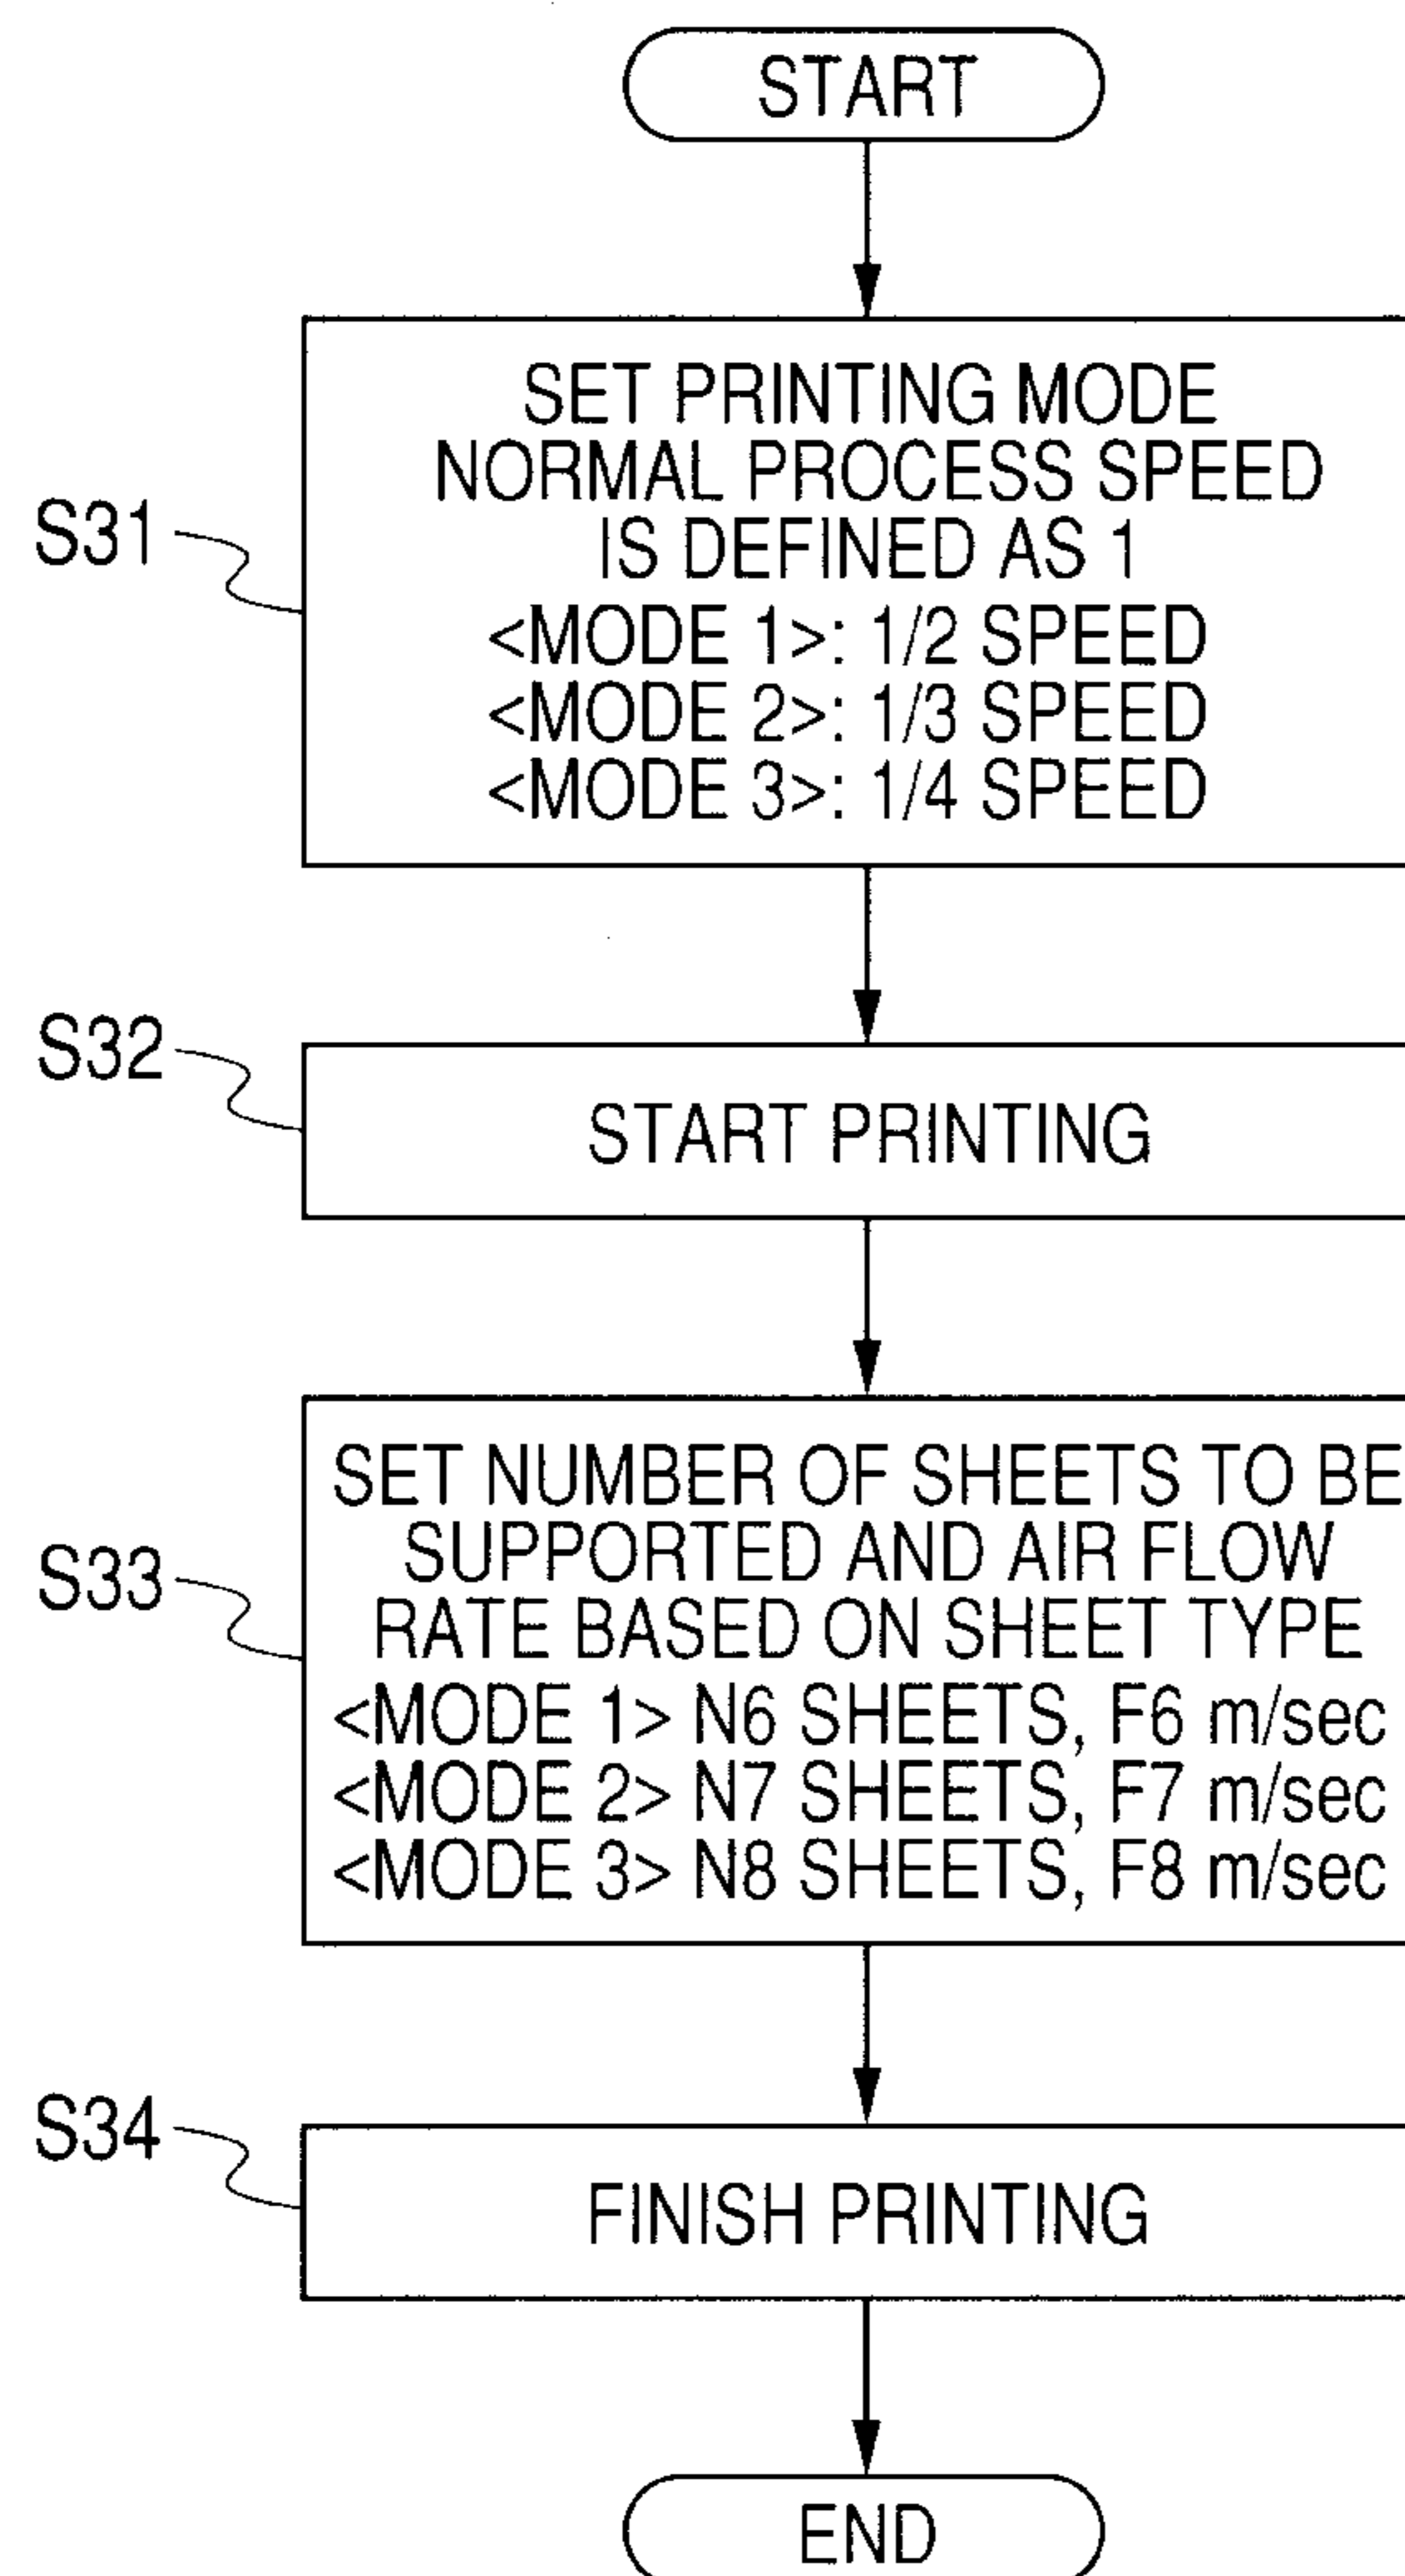 START
SET PRINTING MODE
NORMAL PROCESS SPEED
IS DEFINED AS 1
<MODE 1>: 1/2 SPEED
<MODE 2>: 1/3 SPEED
<MODE 3>: 1/4 SPEED
S31
S32
START PRINTING
SET NUMBER OF SHEETS TO BE
SUPPORTED AND AIR FLOW
RATE BASED ON SHEET TYPE
<MODE 1> N6 SHEETS, F6 m/sec
<MODE 2> N7 SHEETS, F7 m/sec
<MODE 3> N8 SHEETS, F8 m/sec
S33
S34
FINISH PRINTING
END